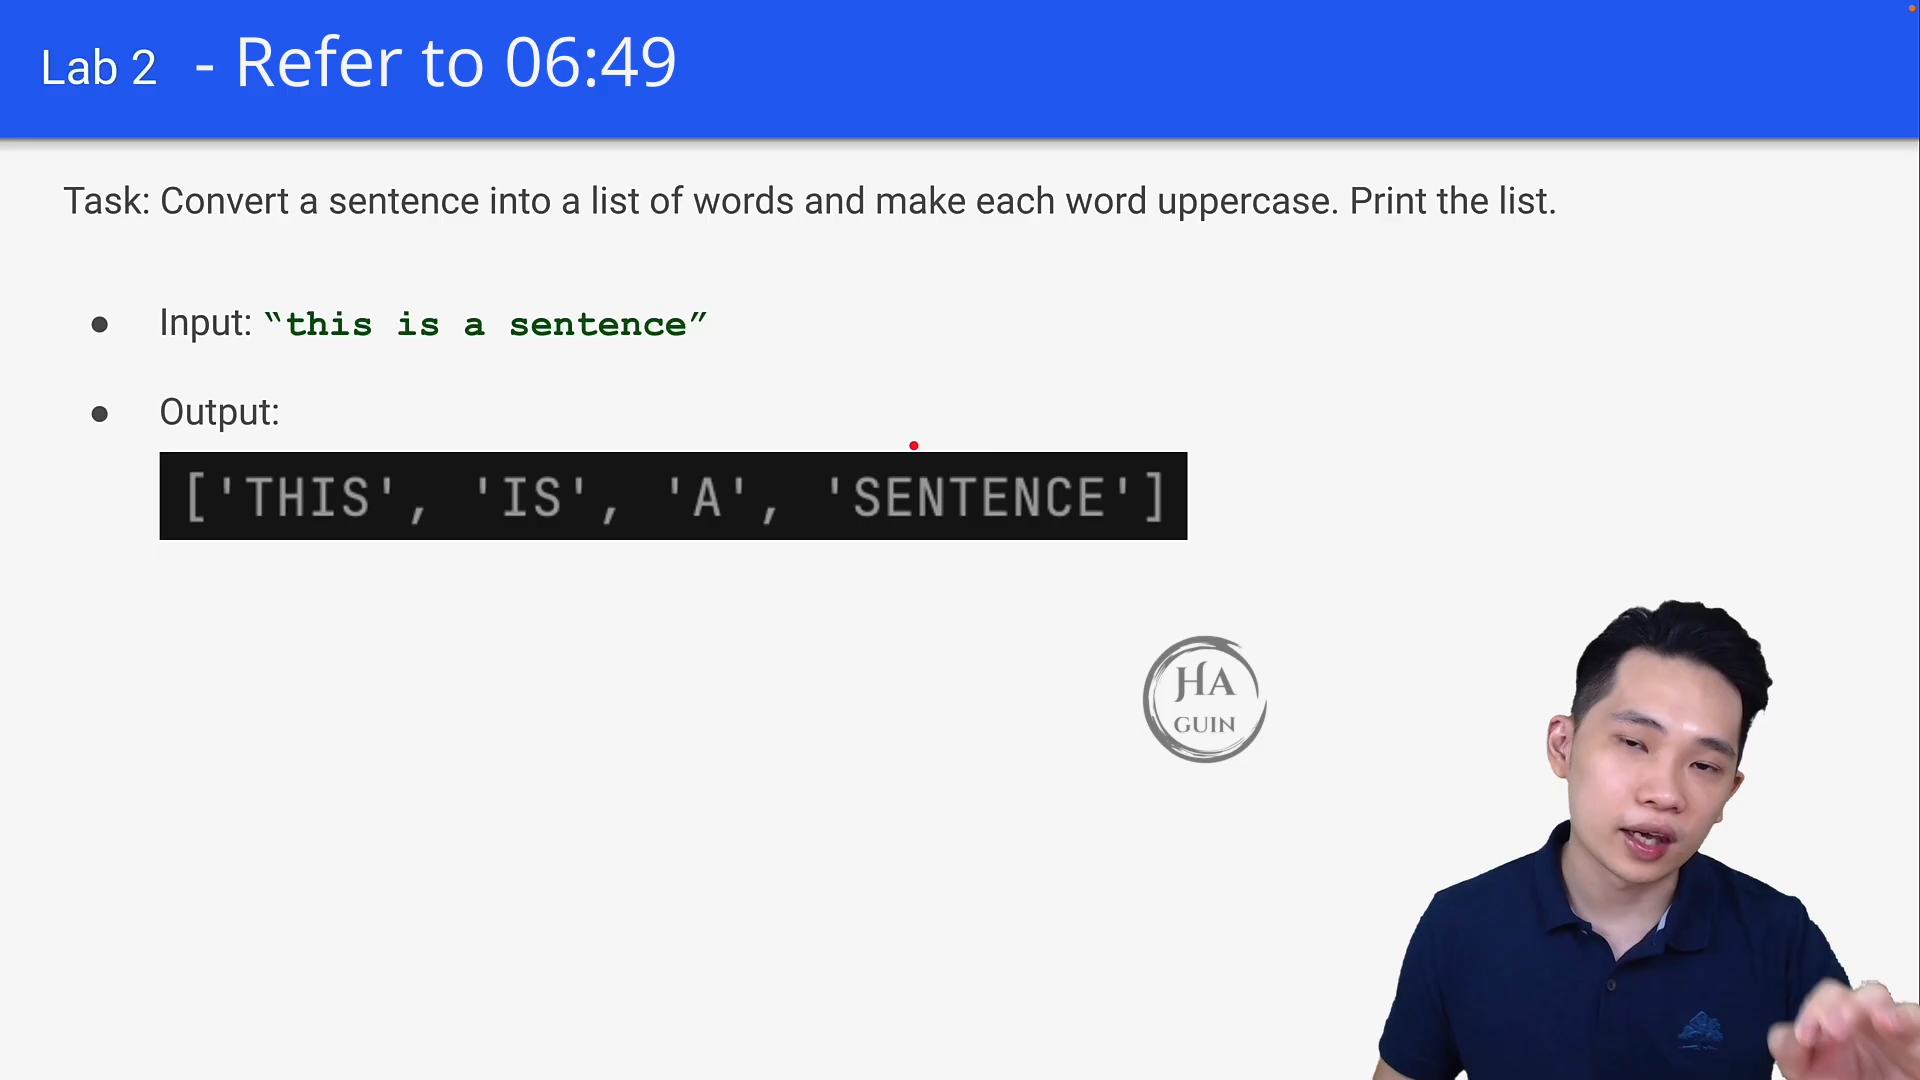 Lab 2 - Refer to 06:49
Task: Convert a sentence into a list of words and make each word uppercase. Print the list.
● Input: “this is a sentence”
● Output:
['THIS', 'IS', 'A', 'SENTENCE']
HA
GUIN